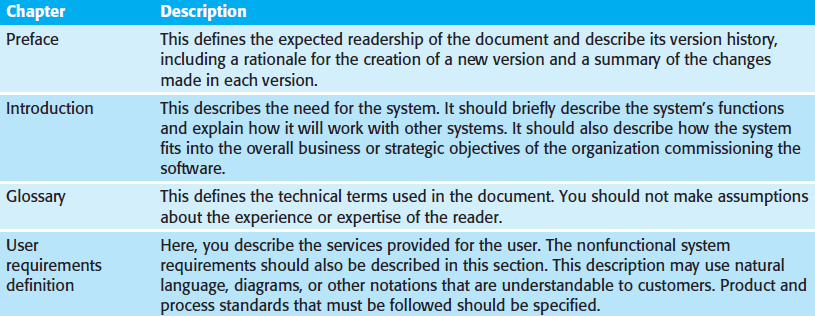 Chapter Description
Preface This defines the expected readership of the document and describe its version history,
including a rationale for the creation of a new version and a summary of the changes
made in each version.
Introduction This describes the need for the system. It should briefly describe the system's functions
and explain how it will work with other systems. It should also describe how the system
fits into the overall business or strategic objectives of the organization commissioning the
software.
Glossary This defines the technical terms used in the document. You should not make assumptions
about the experience or expertise of the reader.
User Here, you describe the services provided for the user. The nonfunctional system
requirements requirements should also be described in this section. This description may use natural
definition language, diagrams, or other notations that are understandable to customers. Product and
process standards that must be followed should be specified.